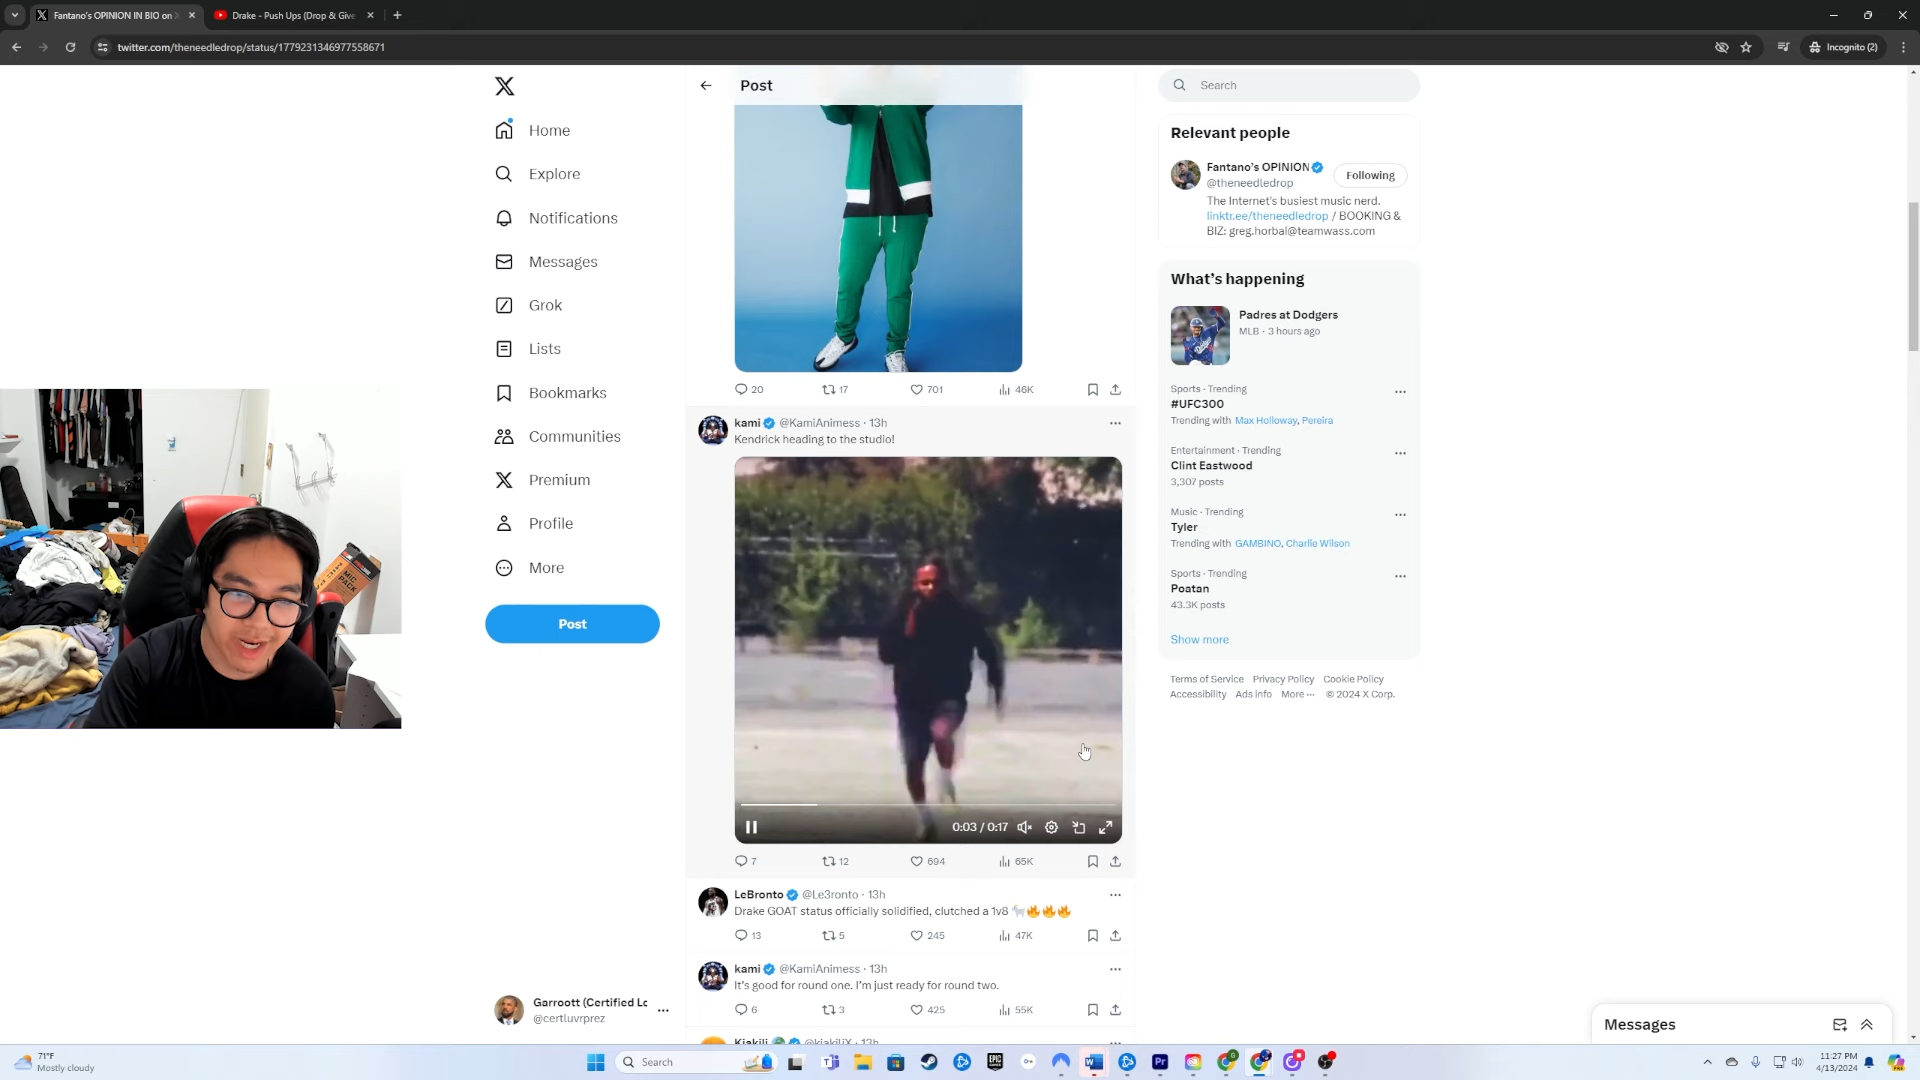 Fantano's OPINION IN BIO on
Drake - Push Ups (Drop & Give
twitter.com/theneedledrop/status/1779231346977558671
Incognito (2)
Post
Search
Home
Explore
Notifications
Messages
Grok
Lists
Bookmarks
Communities
Premium
Profile
More
Post
Garroott (Certified Lc
@certluvrprez
20 17 701 46K
kami @KamiAnimess · 13h
Kendrick heading to the studio!
0:03 / 0:17
7 12 694 65K
LeBronto @Le3ronto · 13h
Drake GOAT status officially solidified, clutched a 1v8 🐐🔥🔥🔥
13 5 245 47K
kami @KamiAnimess · 13h
It's good for round one. I'm just ready for round two.
6 3 425 55K
Relevant people
Fantano's OPINION
@theneedledrop
Following
The Internet's busiest music nerd.
linktr.ee/theneedledrop / BOOKING &
BIZ: greg.horbal@teamwass.com
What's happening
Padres at Dodgers
MLB · 3 hours ago
Sports · Trending
#UFC300
Trending with Max Holloway, Pereira
Entertainment · Trending
Clint Eastwood
3,307 posts
Music · Trending
Tyler
Trending with GAMBINO, Charlie Wilson
Sports · Trending
Poatan
43.3K posts
Show more
Terms of Service Privacy Policy Cookie Policy
Accessibility Ads info More ··· © 2024 X Corp.
Messages
MIC
PACK
71°F
Mostly cloudy
Search
EPIC
Pr
11:27 PM
4/13/2024